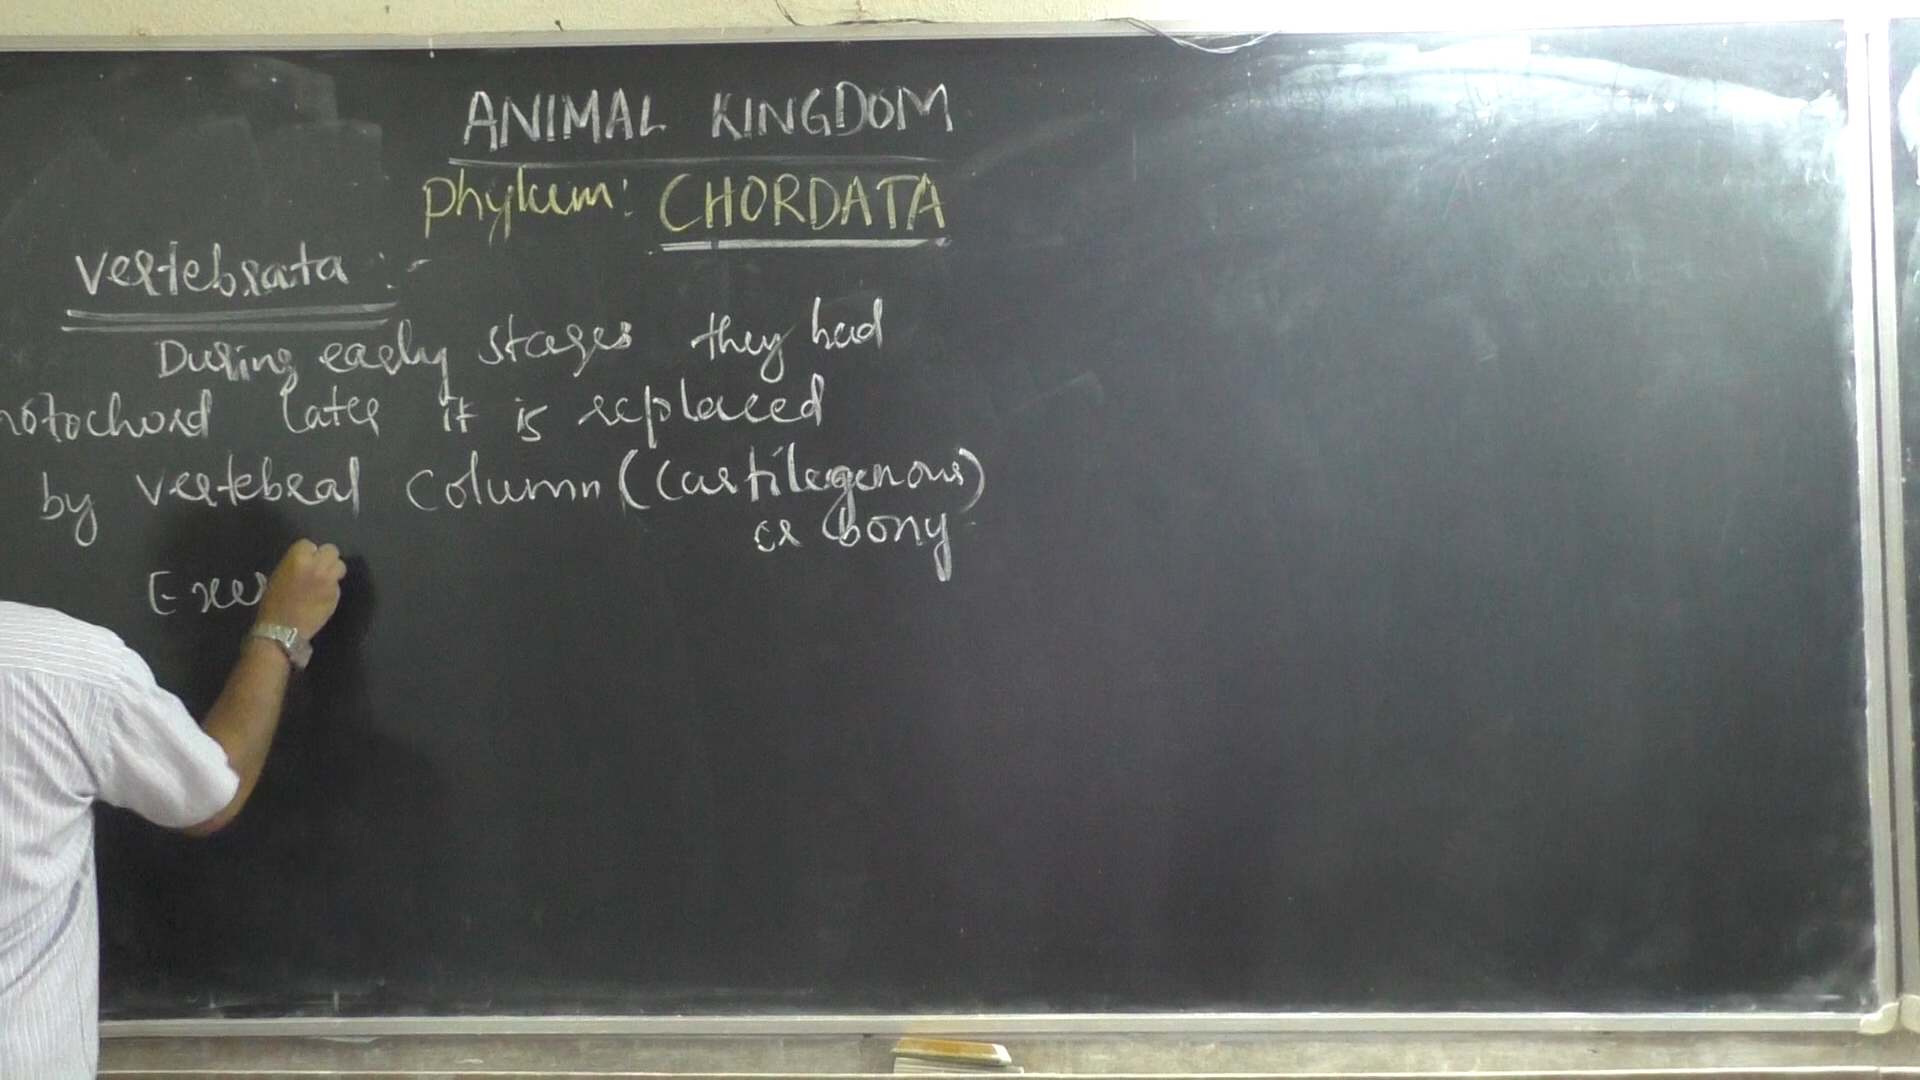 ANIMAL KINGDOM
Phylum: CHORDATA
Vertebrata :-
During early stages they had
notochord later it is replaced
by vertebral column (cartilegenous)
or bony